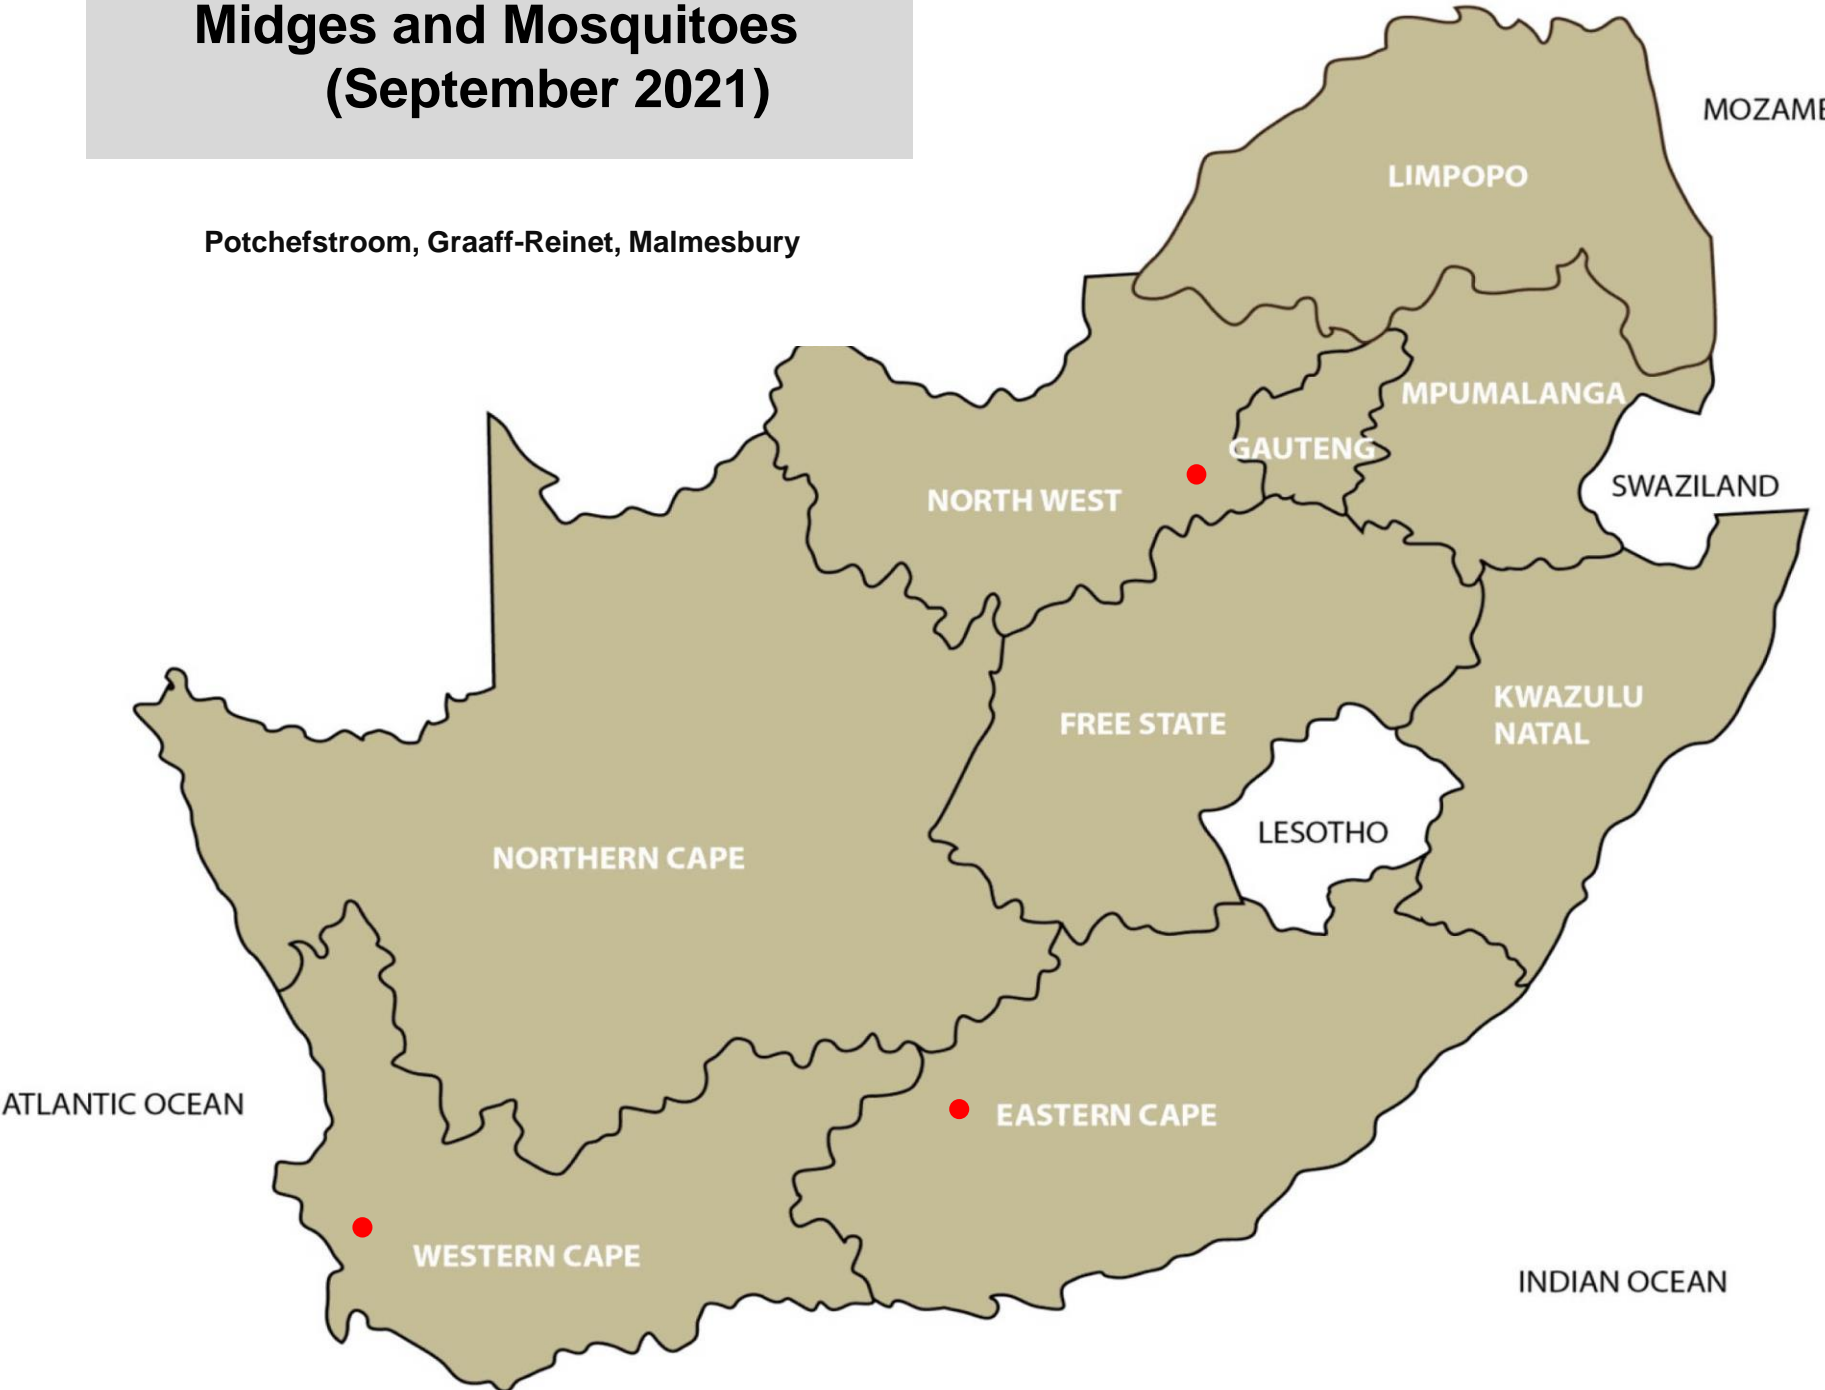 Midges and Mosquitoes
(September 2021)
Potchefstroom, Graaff-Reinet, Malmesbury
MOZAMB
LIMPOPO
MPUMALANGA
GAUTENG
SWAZILAND
NORTH WEST
KWAZULU
NATAL
FREE STATE
LESOTHO
NORTHERN CAPE
ATLANTIC OCEAN
EASTERN CAPE
WESTERN CAPE
INDIAN OCEAN